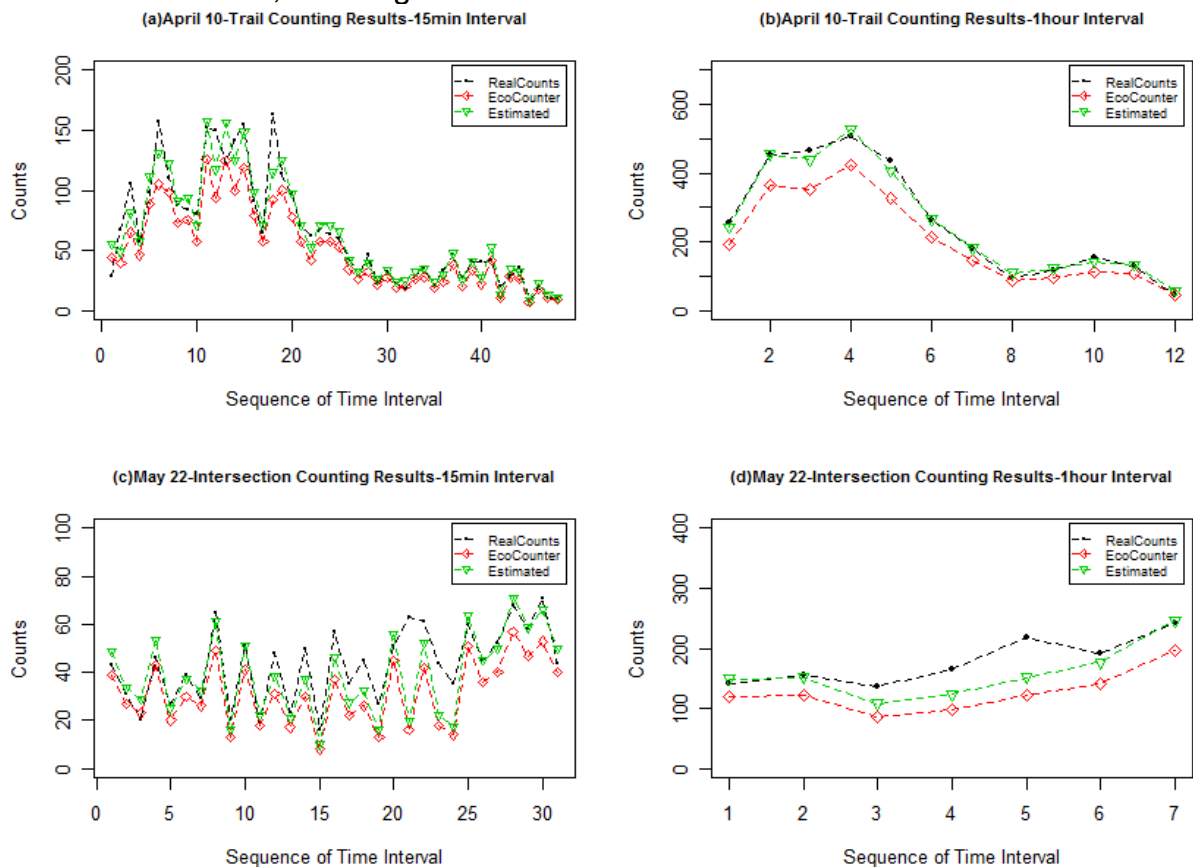 (a)April 10-Trail Counting Results-15min Interval
Counts
200
150
100
50
0
RealCounts
EcoCounter
Estimated
0 10 20 30 40
Sequence of Time Interval
(b)April 10-Trail Counting Results-1hour Interval
Counts
600
400
200
0
RealCounts
EcoCounter
Estimated
2 4 6 8 10 12
Sequence of Time Interval
(c)May 22-Intersection Counting Results-15min Interval
Counts
100
80
60
40
20
0
RealCounts
EcoCounter
Estimated
0 5 10 15 20 25 30
Sequence of Time Interval
(d)May 22-Intersection Counting Results-1hour Interval
Counts
400
300
200
100
0
RealCounts
EcoCounter
Estimated
1 2 3 4 5 6 7
Sequence of Time Interval